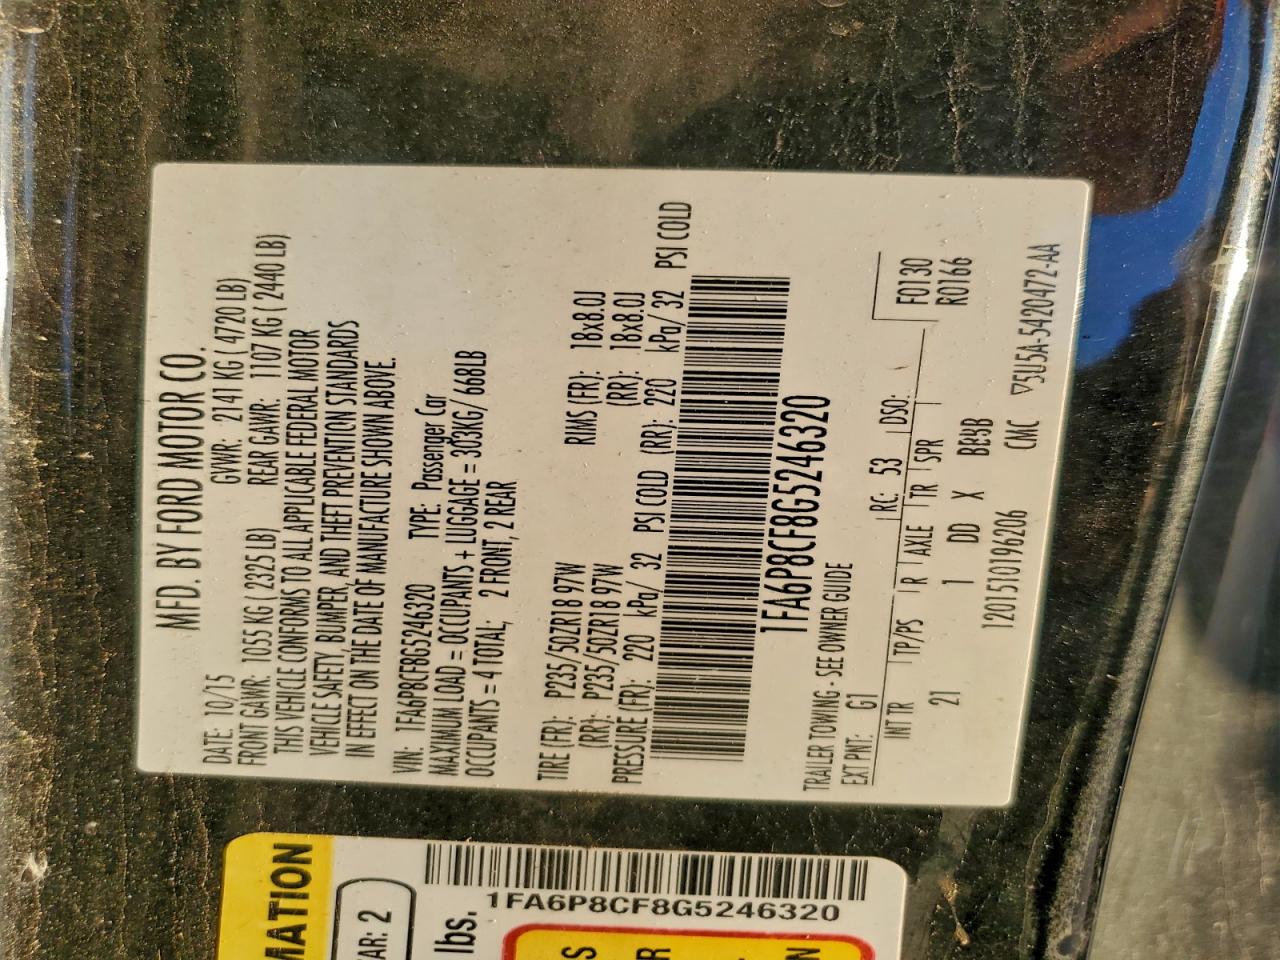 MFD. BY FORD MOTOR CO.
DATE: 10/15 GVWR: 2141 KG ( 4720 LB)
FRONT GAWR: 1055 KG ( 2325 LB) REAR GAWR: 1107 KG ( 2440 LB)
THIS VEHICLE CONFORMS TO ALL APPLICABLE FEDERAL MOTOR
VEHICLE SAFETY, BUMPER, AND THEFT PREVENTION STANDARDS
IN EFFECT ON THE DATE OF MANUFACTURE SHOWN ABOVE.
VIN: 1FA6P8CF8G5246320 TYPE: Passenger Car
MAXIMUM LOAD = OCCUPANTS + LUGGAGE = 303KG/ 668LB
OCCUPANTS = 4 TOTAL; 2 FRONT, 2 REAR
TIRE (FR): P235/50ZR18 97W RIMS (FR): 18x8.0J
(RR): P235/50ZR18 97W (RR): 18x8.0J
PRESSURE (FR): 220 kPa/ 32 PSI COLD (RR): 220 kPa/ 32 PSI COLD
1FA6P8CF8G5246320
TRAILER TOWING - SEE OWNER GUIDE
EXT PNT: G1 RC: 53 DSO: F0130
R0166
INT TR TP/PS R AXLE TR SPR
21 1 DD X BB9B
1201510196206 CMC 5U5A-5420472-AA
MATION
AR: 2
lbs.
1FA6P8CF8G5246320
S
R
N